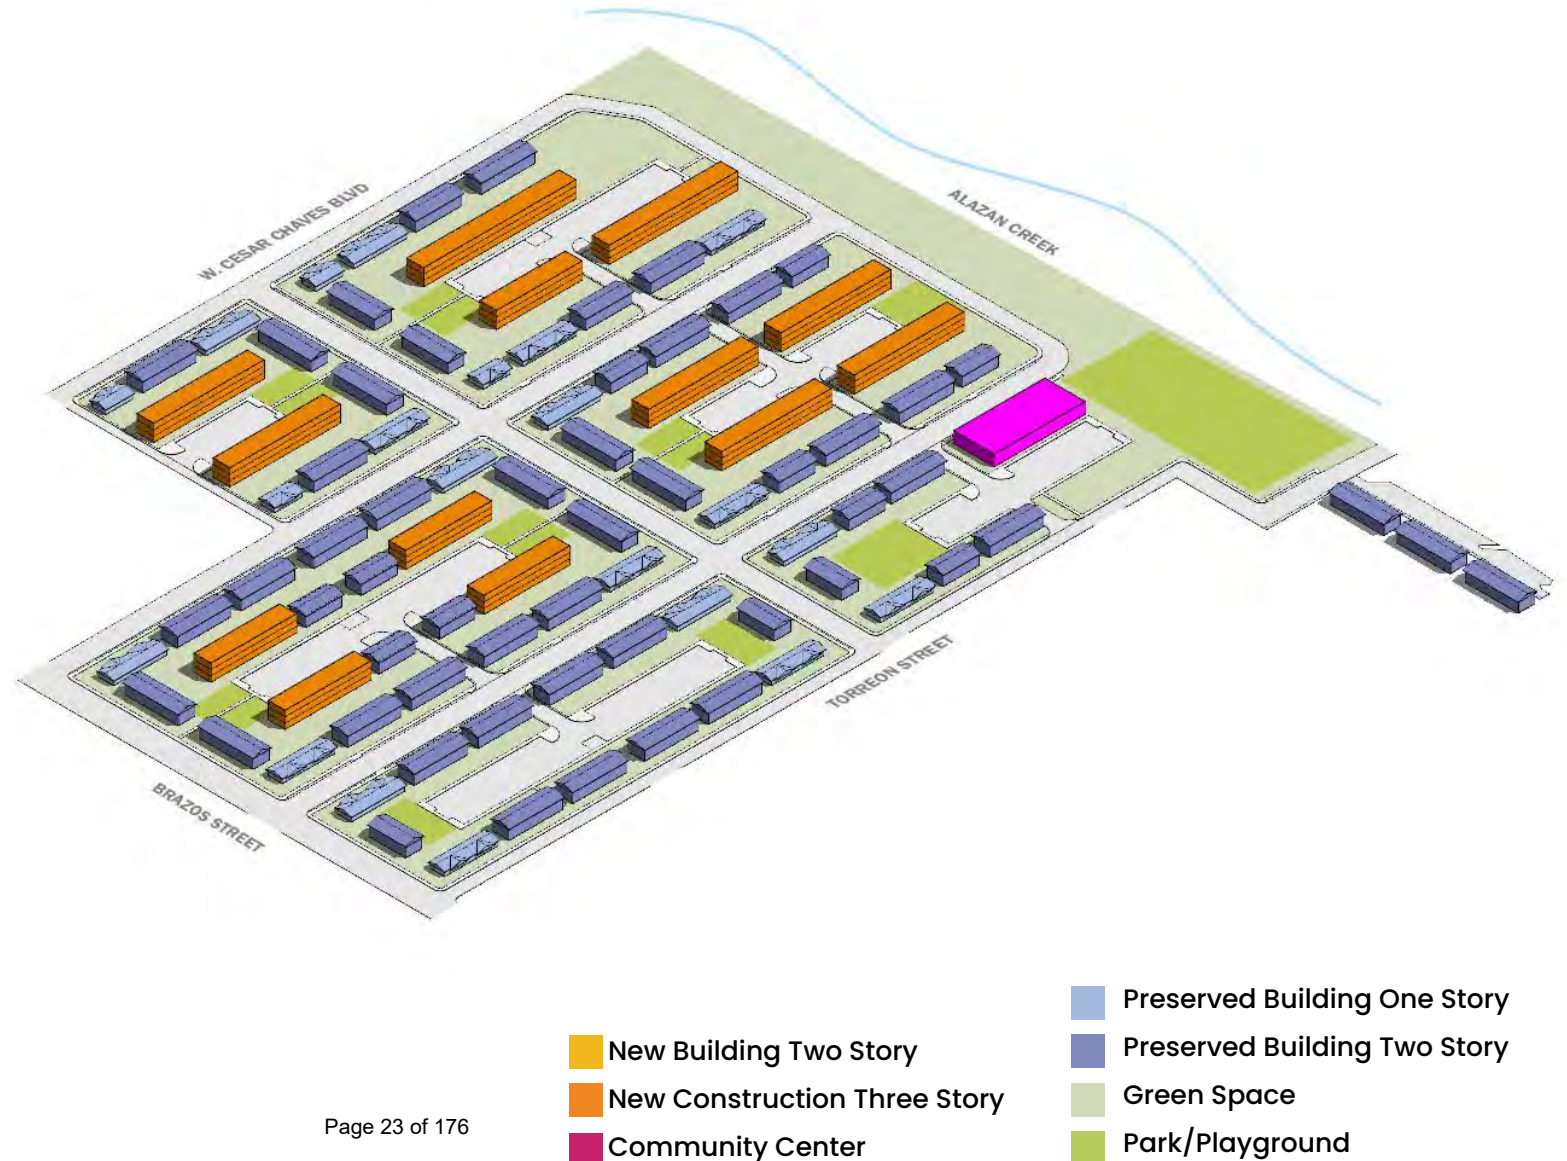 W. CESAR CHAVES BLVD
ALAZAN CREEK
TORREON STREET
BRAZOS STREET
Preserved Building One Story
New Building Two Story
Preserved Building Two Story
New Construction Three Story
Green Space
Page 23 of 176
Community Center
Park/Playground